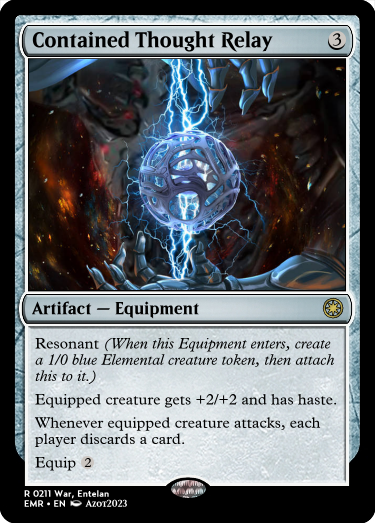 Contained Thought Relay 3
Artifact — Equipment
Resonant (When this Equipment enters, create
a 1/0 blue Elemental creature token, then attach
this to it.)
Equipped creature gets +2/+2 and has haste.
Whenever equipped creature attacks, each
player discards a card.
Equip 2
R 0211 War, Entelan
EMR • EN Azot2023